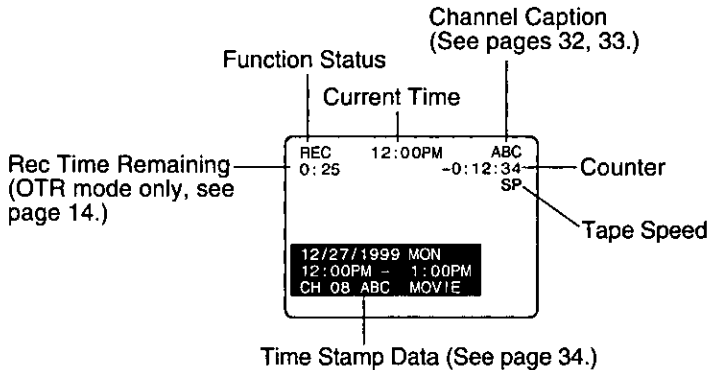 Channel Caption
(See pages 32, 33.)
Function Status
Current Time
REC 12:00PM ABC
0:25 -0:12:34
SP
Rec Time Remaining
(OTR mode only, see
page 14.)
Counter
Tape Speed
12/27/1999 MON
12:00PM - 1:00PM
CH 08 ABC MOVIE
Time Stamp Data (See page 34.)